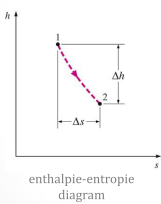 h
1
Δh
2
Δs
s
enthalpie-entropie
diagram